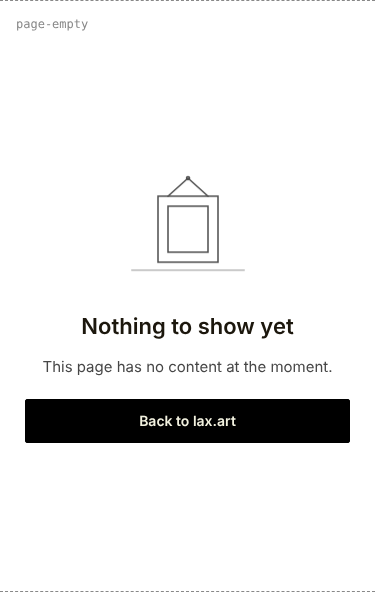 page-empty
Nothing to show yet
This page has no content at the moment.
Back to lax.art